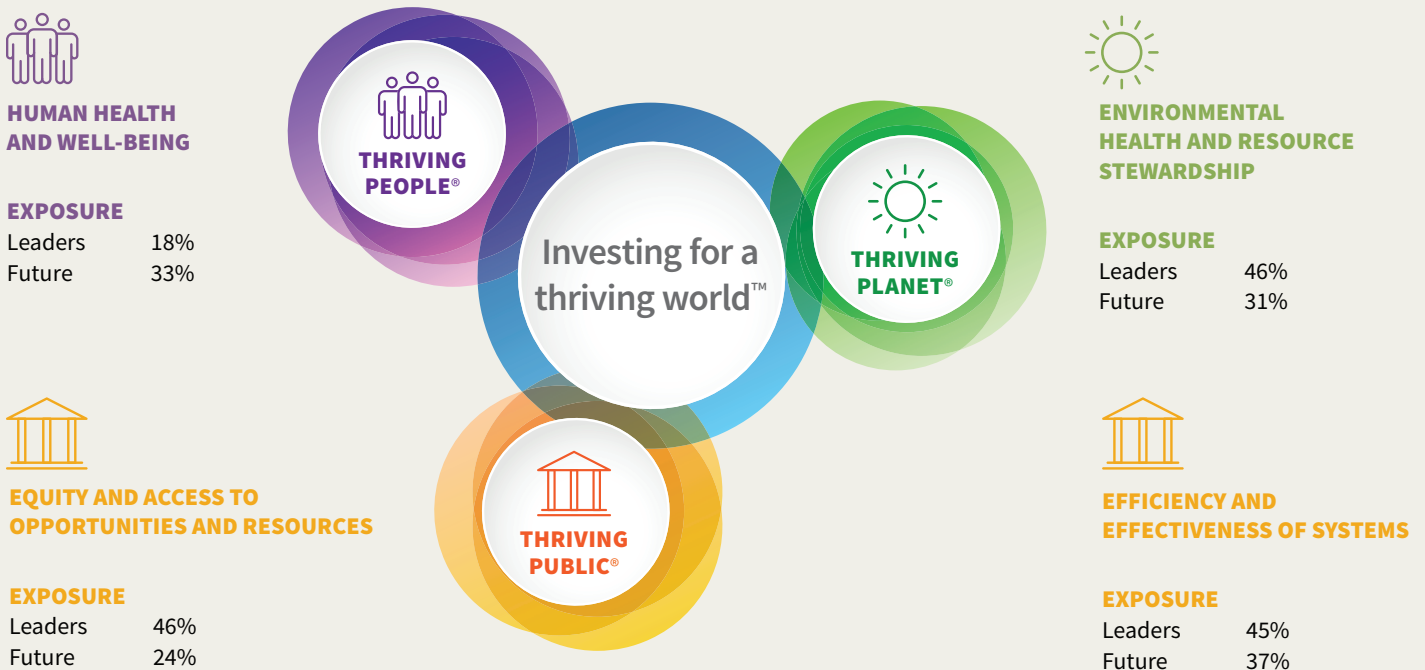 HUMAN HEALTH
AND WELL-BEING
EXPOSURE
Leaders 18%
Future 33%
THRIVING
PEOPLE®
Investing for a
thriving world™
THRIVING
PLANET®
ENVIRONMENTAL
HEALTH AND RESOURCE
STEWARDSHIP
EXPOSURE
Leaders 46%
Future 31%
EQUITY AND ACCESS TO
OPPORTUNITIES AND RESOURCES
EXPOSURE
Leaders 46%
Future 24%
THRIVING
PUBLIC®
EFFICIENCY AND
EFFECTIVENESS OF SYSTEMS
EXPOSURE
Leaders 45%
Future 37%